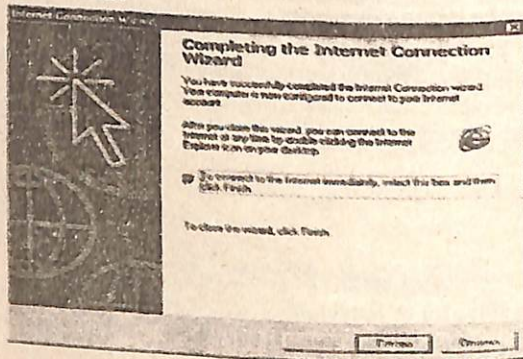 Internet Connection Wizard
Completing the Internet Connection
Wizard
You have successfully completed the Internet Connection wizard.
Your computer is now configured to connect to your Internet
account.
After you close this wizard, you can connect to the
Internet at any time by double-clicking the Internet
Explorer icon on your desktop.
To connect to the Internet immediately, select this box and then
click Finish.
To close the wizard, click Finish.